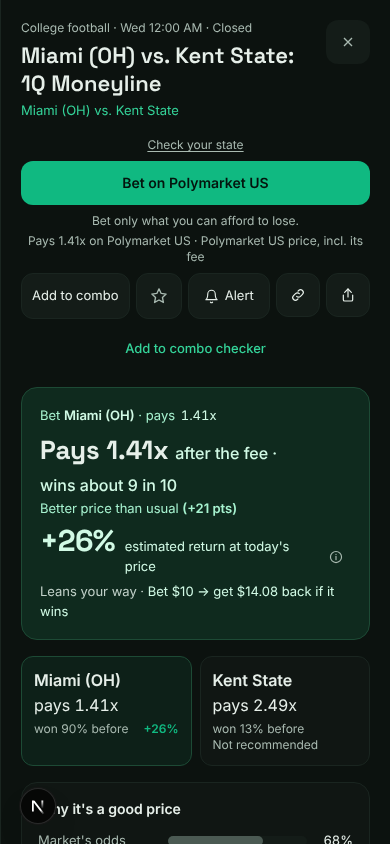 College football · Bet Wed 12:00 AM · Closed
Miami (OH) vs. Kent State:
1Q Moneyline
Miami (OH) vs. Kent State
Check your state
Bet on Polymarket US
Bet only what you can afford to lose.
Pays 1.41x on Polymarket US · Polymarket US price, incl. its
fee
Add to combo
Alert
Add to combo checker
Bet Miami (OH) · pays 1.41x
Pays 1.41x after the fee ·
wins about 9 in 10
Better price than usual (+21 pts)
+26% estimated return at today's
price
Leans your way · Bet $10 → get $14.08 back if it
wins
Miami (OH)
pays 1.41x
won 90% before +26%
Kent State
pays 2.49x
won 13% before
Not recommended
N
hy it's a good price
Market's odds 68%